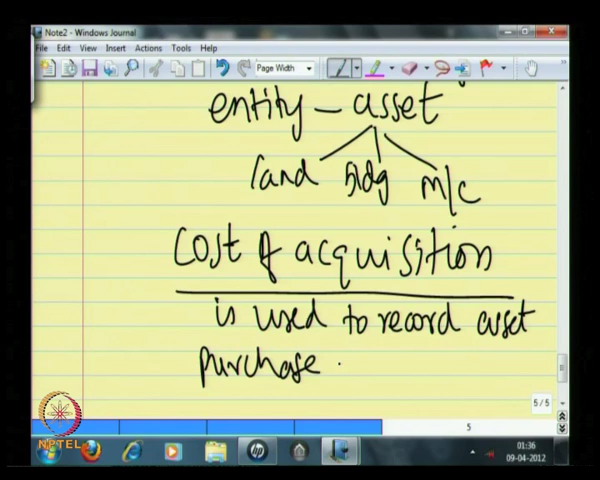 Note2 - Windows Journal
File Edit View Insert Actions Tools Help
Page Width
entity - asset
land bldg m/c
Cost of acquisition
is used to record asset
purchase.
5/5
5
NPTEL
hp
01:36
09-04-2012